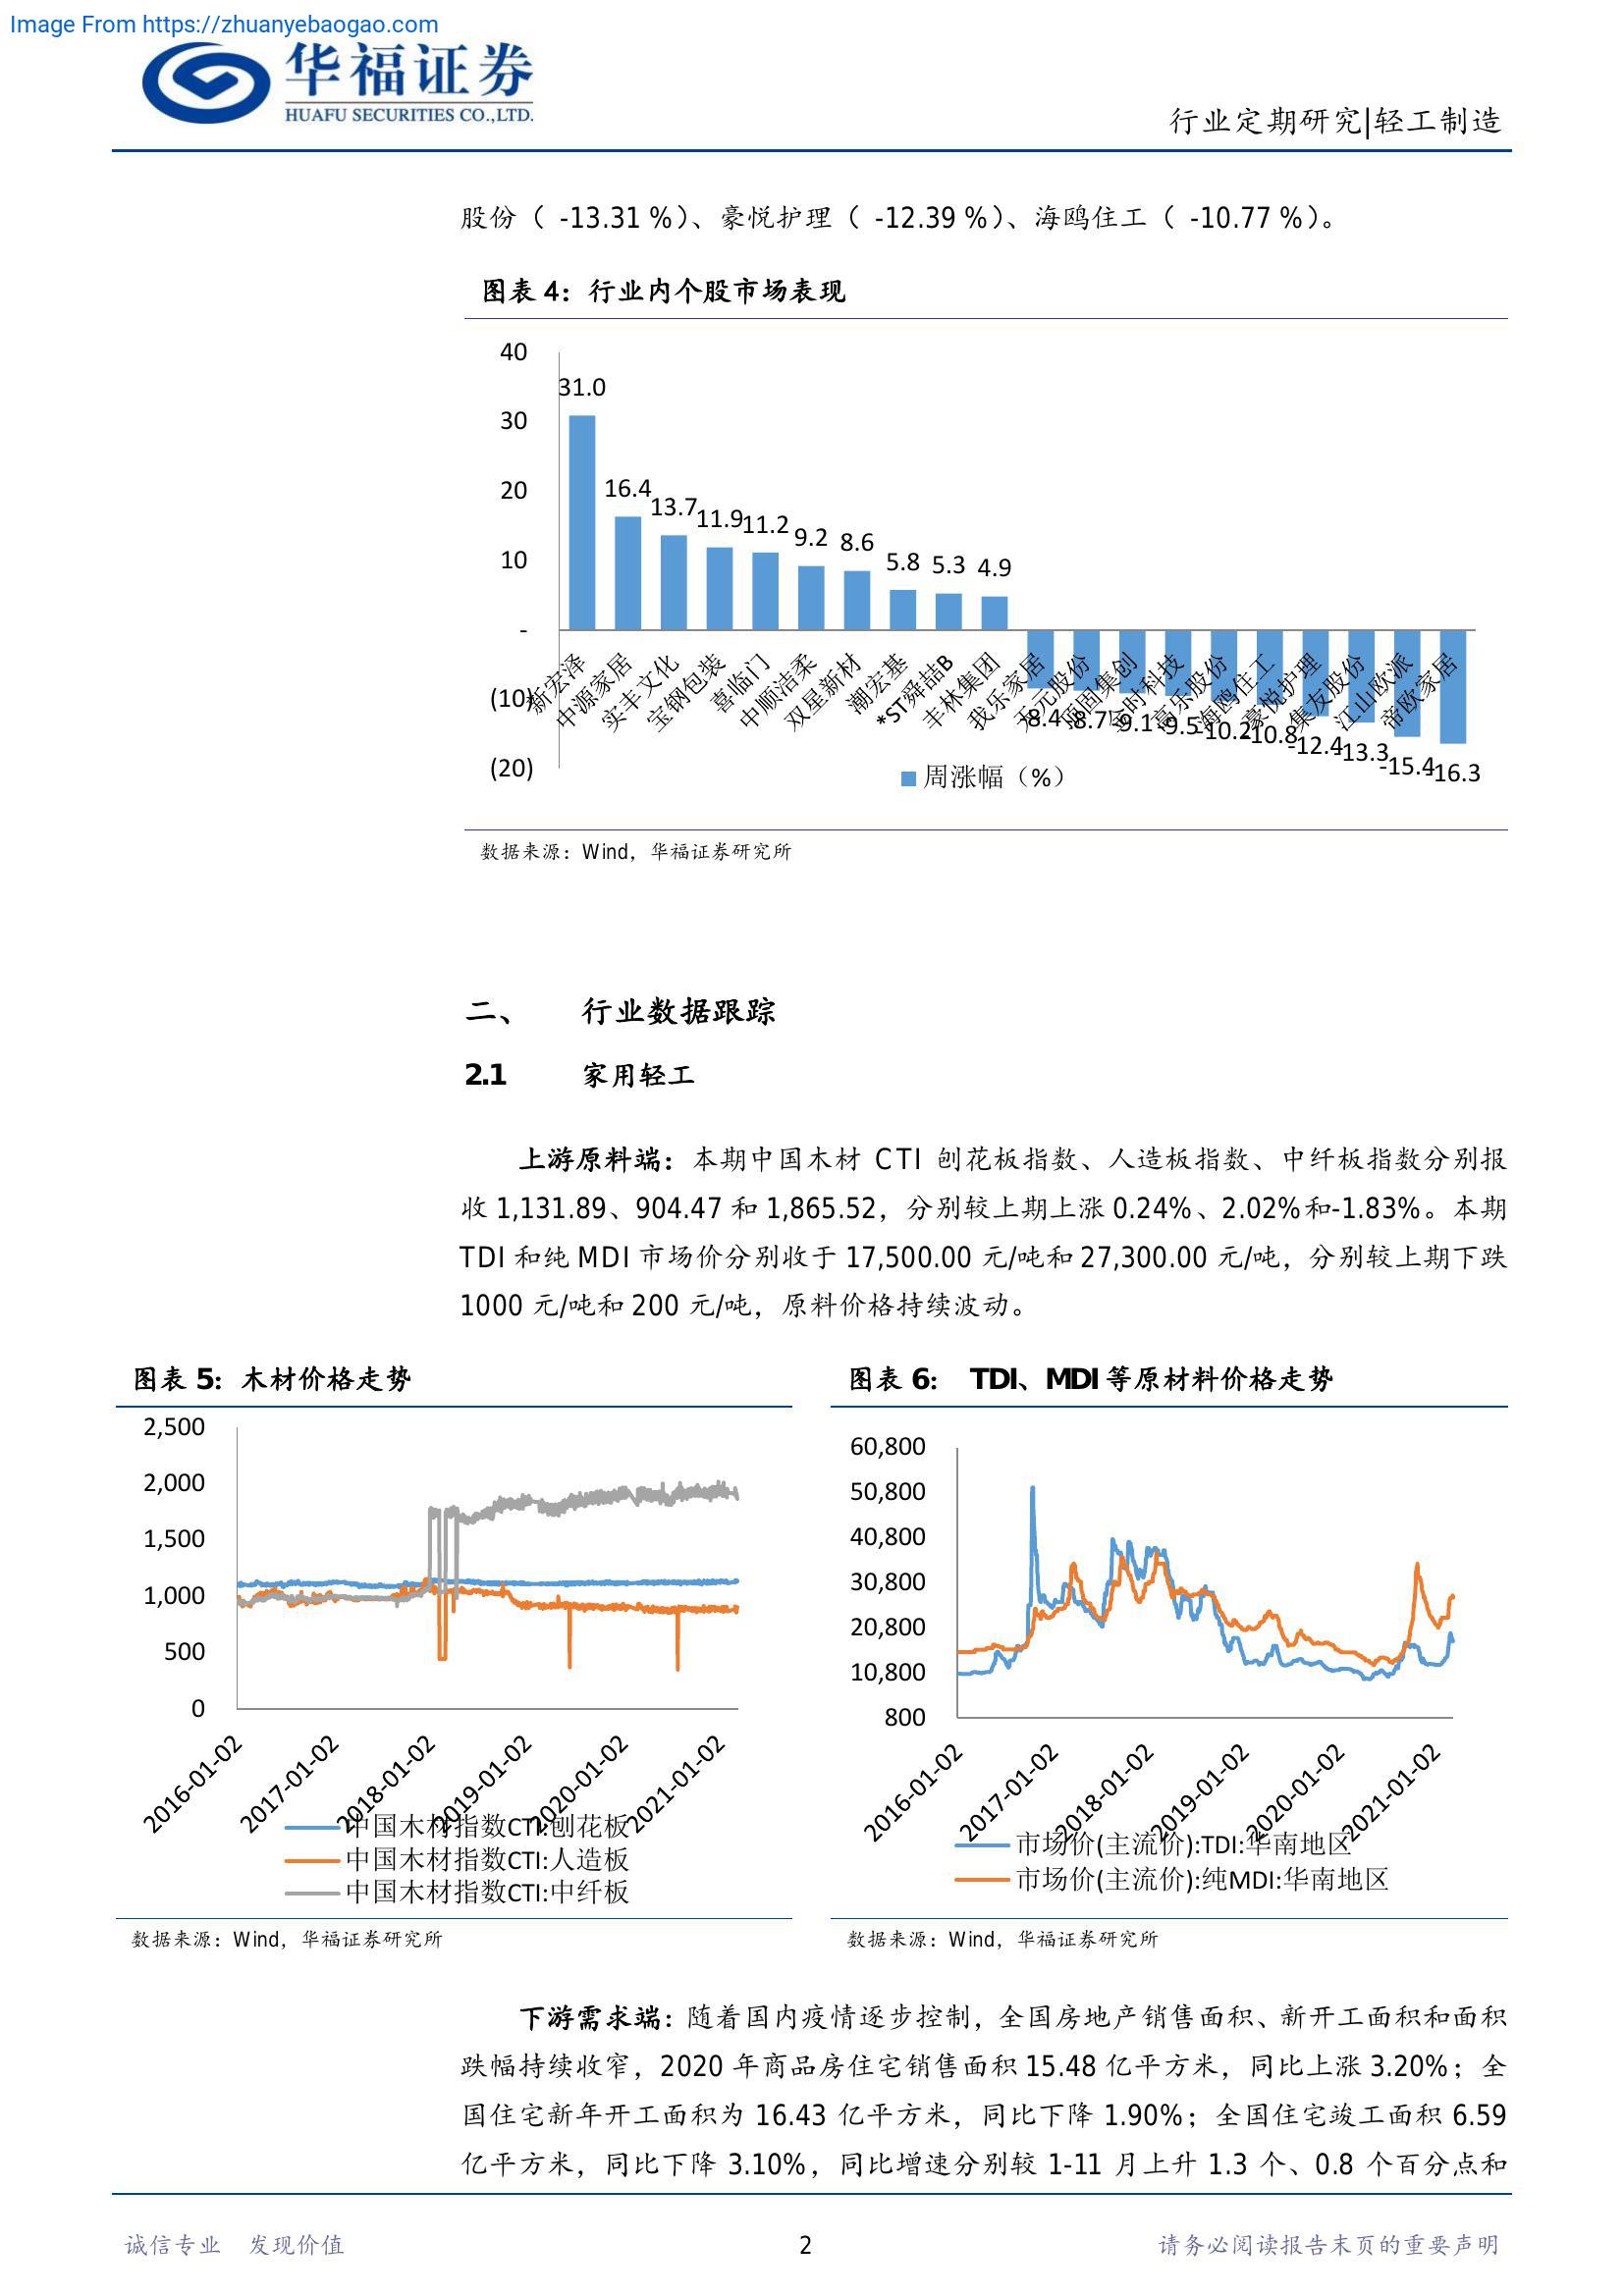 Image From https://zhuanyebaogao.com
华福证券
HUAFU SECURITIES CO.,LTD.
行业定期研究|轻工制造
股份（ -13.31 %）、豪悦护理（ -12.39 %）、海鸥住工（ -10.77 %）。
图表 4：行业内个股市场表现
40
30
20
10
-
(10)
(20)
31.0
16.4
13.7
11.9
11.2
9.2
8.6
5.8
5.3
4.9
-8.4
-8.7
-9.1
-9.5
-10.2
-10.8
-12.4
-13.3
-15.4
-16.3
新宏泽
中源家居
实丰文化
宝钢包装
喜临门
中顺洁柔
双星新材
潮宏基
*ST舜喆B
丰林集团
我乐家居
顶固集创
高乐股份
海鸥住工
豪悦护理
集友股份
江山欧派
帝欧家居
周涨幅（%）
数据来源：Wind，华福证券研究所
二、 行业数据跟踪
2.1 家用轻工
上游原料端：本期中国木材 CTI 刨花板指数、人造板指数、中纤板指数分别报
收 1,131.89、904.47 和 1,865.52，分别较上期上涨 0.24%、2.02%和-1.83%。本期
TDI 和纯 MDI 市场价分别收于 17,500.00 元/吨和 27,300.00 元/吨，分别较上期下跌
1000 元/吨和 200 元/吨，原料价格持续波动。
图表 5：木材价格走势
2,500
2,000
1,500
1,000
500
0
2016-01-02
2017-01-02
2018-01-02
2019-01-02
2020-01-02
2021-01-02
中国木材指数CTI:刨花板
中国木材指数CTI:人造板
中国木材指数CTI:中纤板
数据来源：Wind，华福证券研究所
图表 6： TDI、MDI 等原材料价格走势
60,800
50,800
40,800
30,800
20,800
10,800
800
2016-01-02
2017-01-02
2018-01-02
2019-01-02
2020-01-02
2021-01-02
市场价(主流价):TDI:华南地区
市场价(主流价):纯MDI:华南地区
数据来源：Wind，华福证券研究所
下游需求端：随着国内疫情逐步控制，全国房地产销售面积、新开工面积和面积
跌幅持续收窄，2020 年商品房住宅销售面积 15.48 亿平方米，同比上涨 3.20%；全
国住宅新年开工面积为 16.43 亿平方米，同比下降 1.90%；全国住宅竣工面积 6.59
亿平方米，同比下降 3.10%，同比增速分别较 1-11 月上升 1.3 个、0.8 个百分点和
诚信专业 发现价值
2
请务必阅读报告末页的重要声明